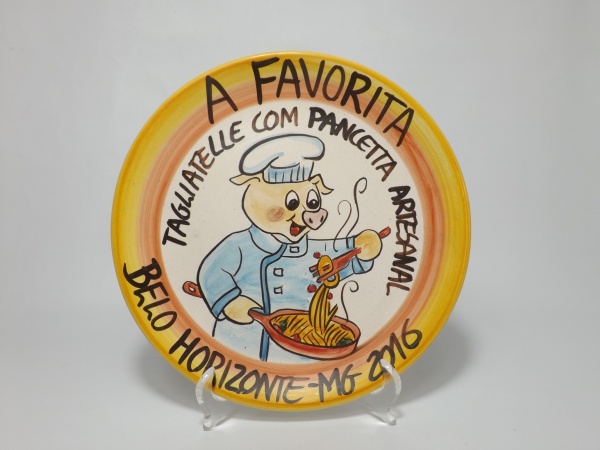 A FAVORITA
TAGLIATELLE COM PANCETTA ARTESANAL
BELO HORIZONTE-MG 2016